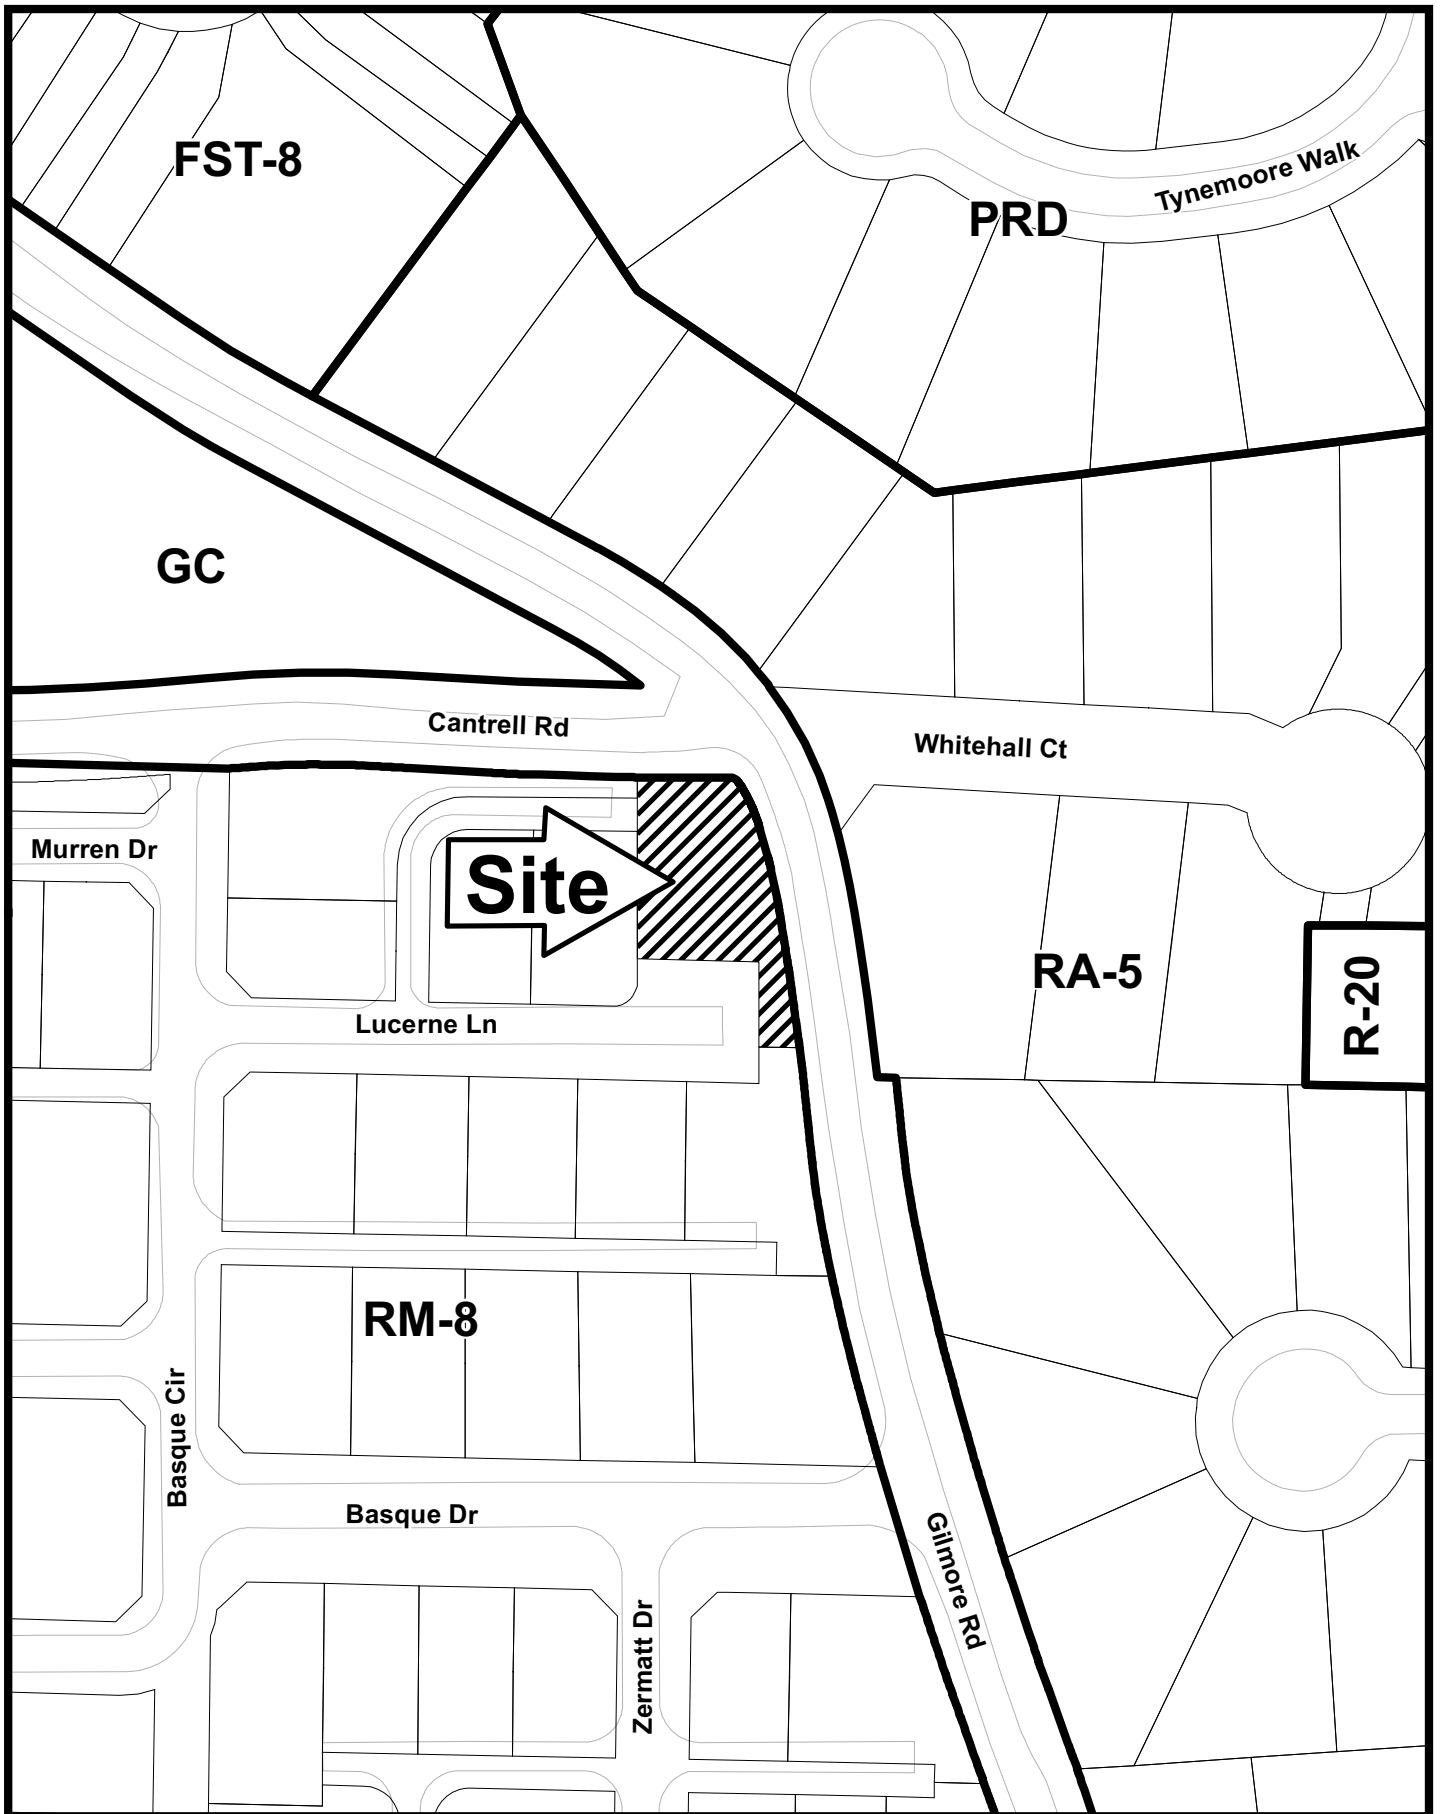 FST-8
Tynemoore Walk
PRD
GC
Cantrell Rd
Whitehall Ct
Murren Dr
Site
RA-5
R-20
Lucerne Ln
RM-8
Basque Cir
Basque Dr
Gilmore Rd
Zermatt Dr